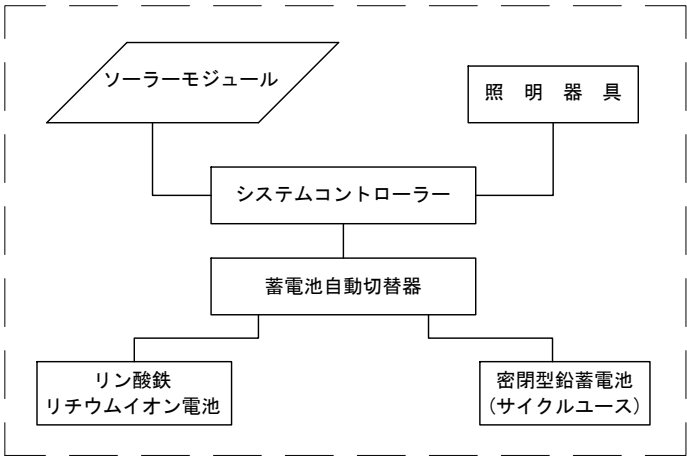 ソーラーモジュール
照　明　器　具
システムコントローラー
蓄電池自動切替器
リン酸鉄
リチウムイオン電池
密閉型鉛蓄電池
(サイクルユース)